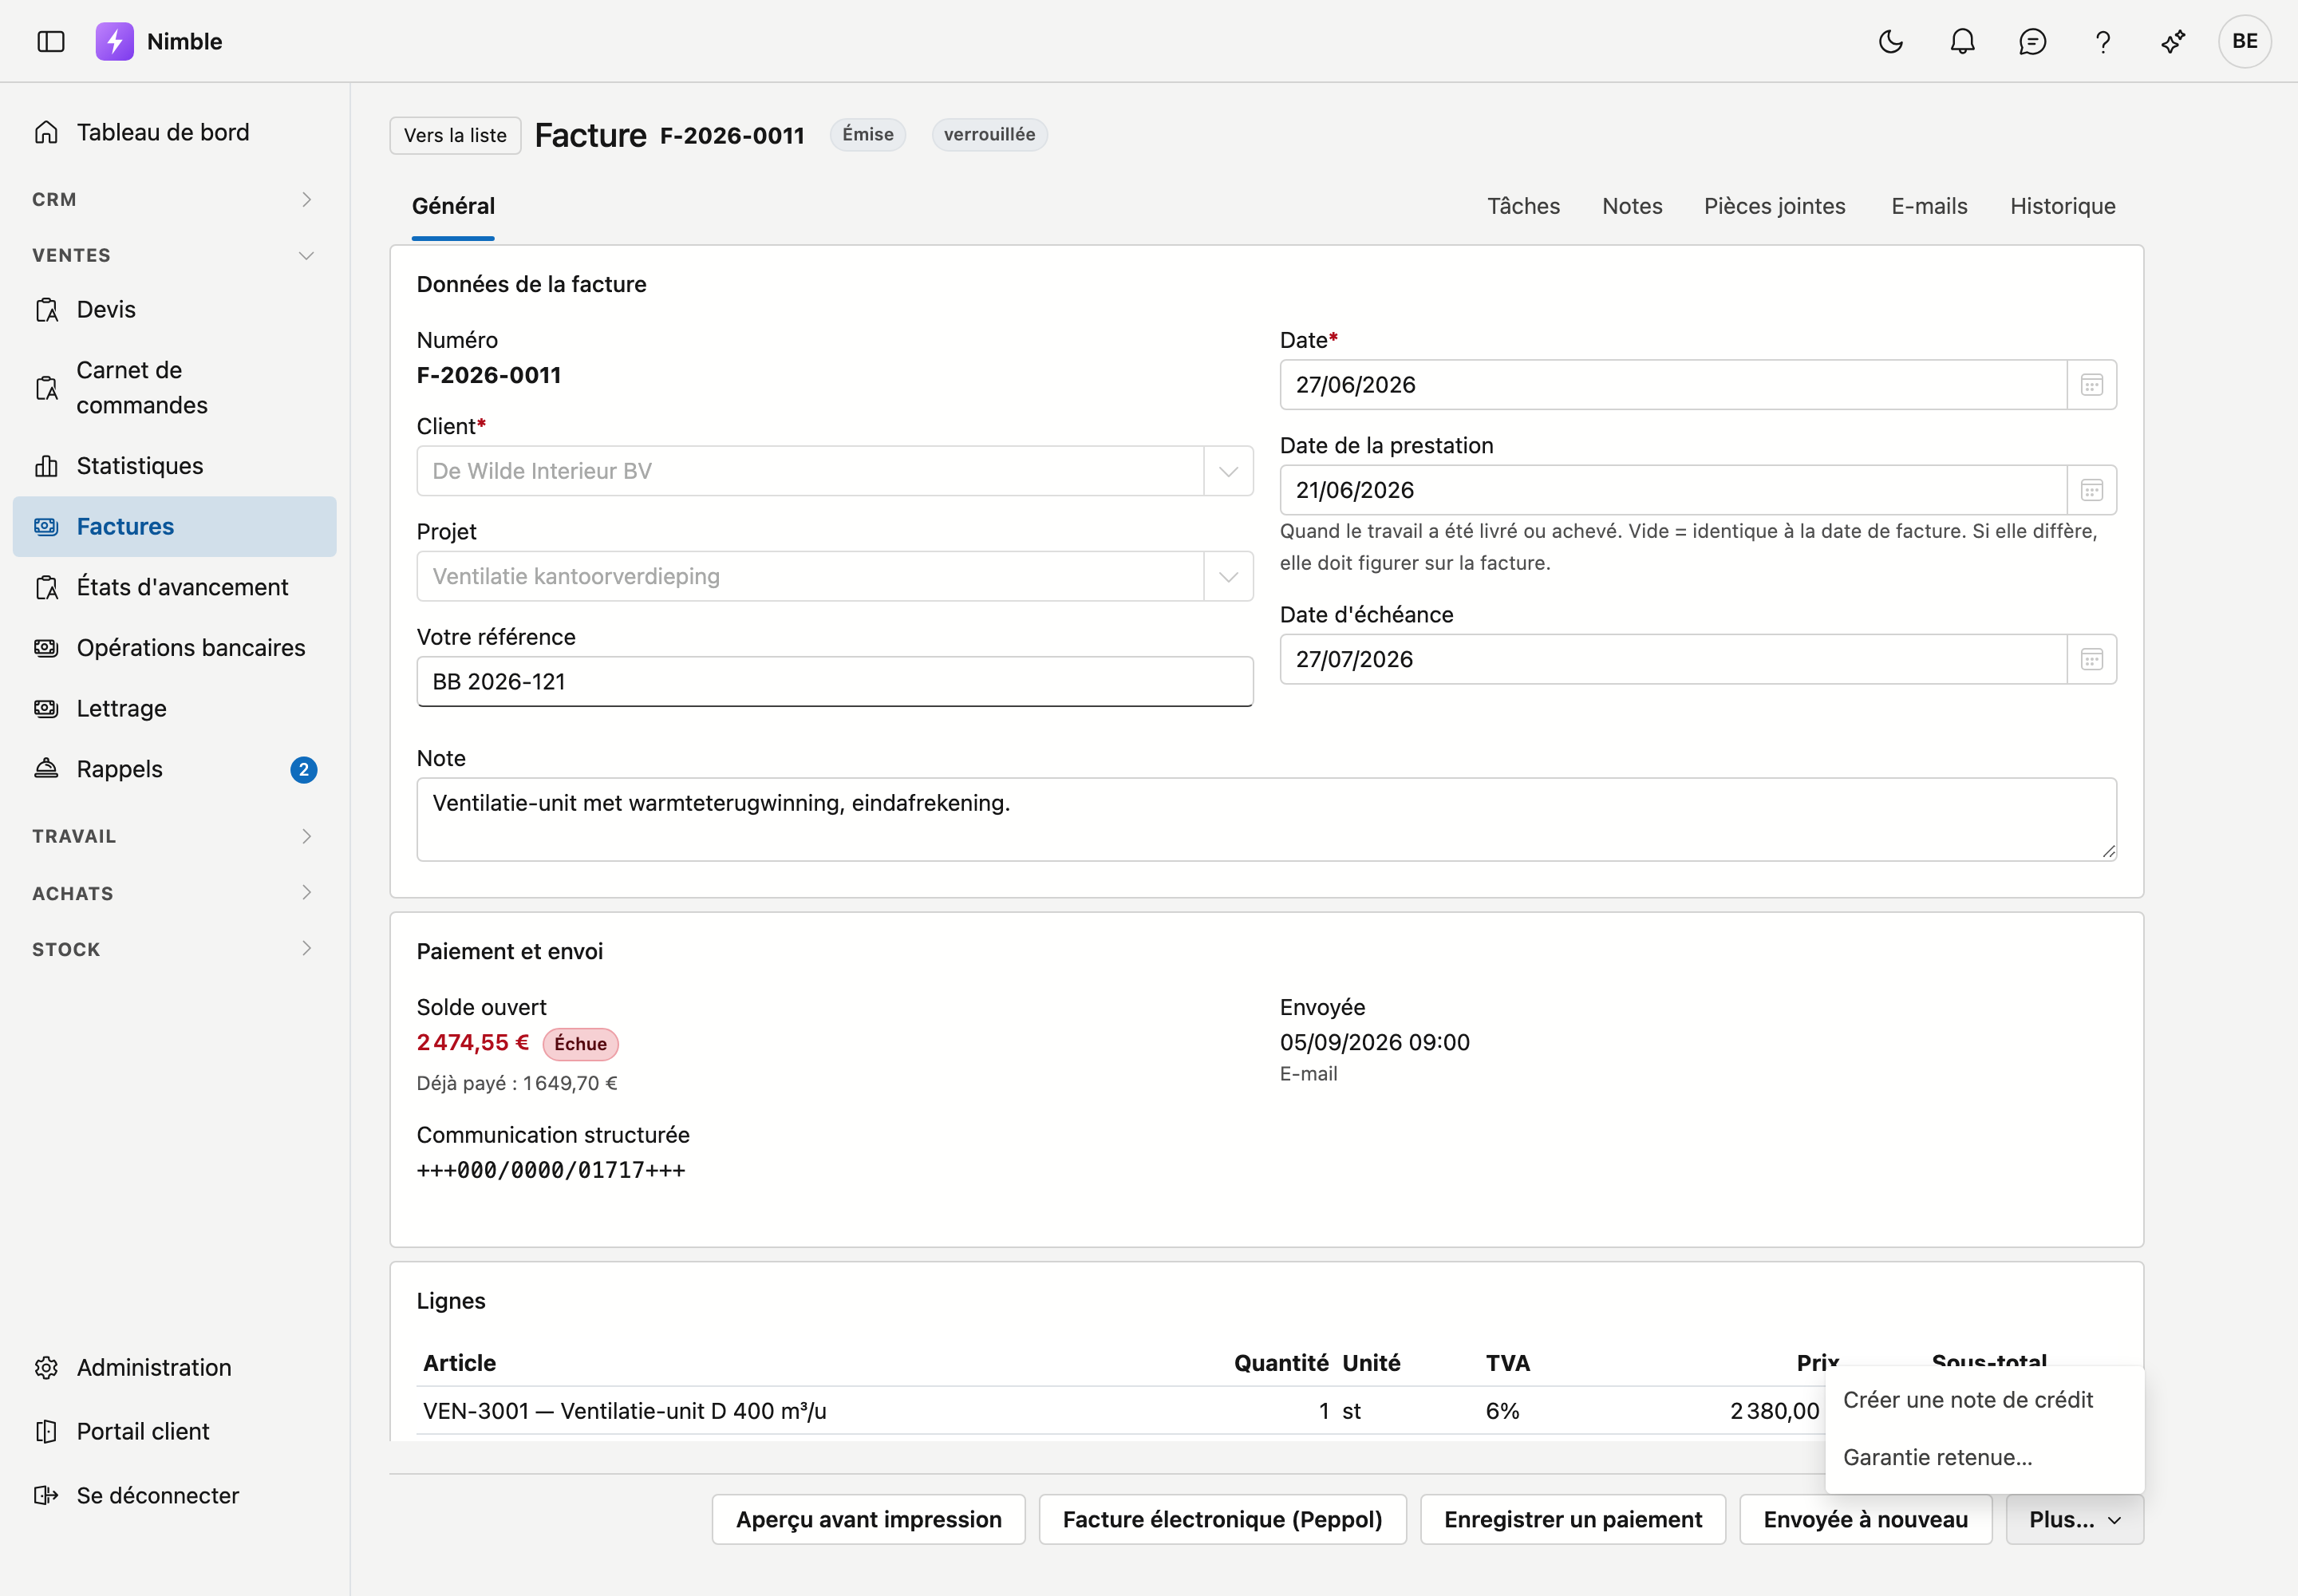 Nimble
BE
Tableau de bord
CRM
VENTES
Devis
Carnet de
commandes
Statistiques
Factures
États d'avancement
Opérations bancaires
Lettrage
Rappels
2
TRAVAIL
ACHATS
STOCK
Administration
Portail client
Se déconnecter
Vers la liste
Facture F-2026-0011
Émise
verrouillée
Général
Tâches
Notes
Pièces jointes
E-mails
Historique
Données de la facture
Numéro
F-2026-0011
Client*
De Wilde Interieur BV
Projet
Ventilatie kantoorverdieping
Votre référence
BB 2026-121
Date*
27/06/2026
Date de la prestation
21/06/2026
Quand le travail a été livré ou achevé. Vide = identique à la date de facture. Si elle diffère,
elle doit figurer sur la facture.
Date d'échéance
27/07/2026
Note
Ventilatie-unit met warmteterugwinning, eindafrekening.
Paiement et envoi
Solde ouvert
2 474,55 €
Échue
Déjà payé : 1 649,70 €
Communication structurée
+++000/0000/01717+++
Envoyée
05/09/2026 09:00
E-mail
Lignes
Article
Quantité
Unité
TVA
Prix
Sous-total
VEN-3001 — Ventilatie-unit D 400 m³/u
1
st
6%
2 380,00
Créer une note de crédit
Garantie retenue...
Aperçu avant impression
Facture électronique (Peppol)
Enregistrer un paiement
Envoyée à nouveau
Plus...